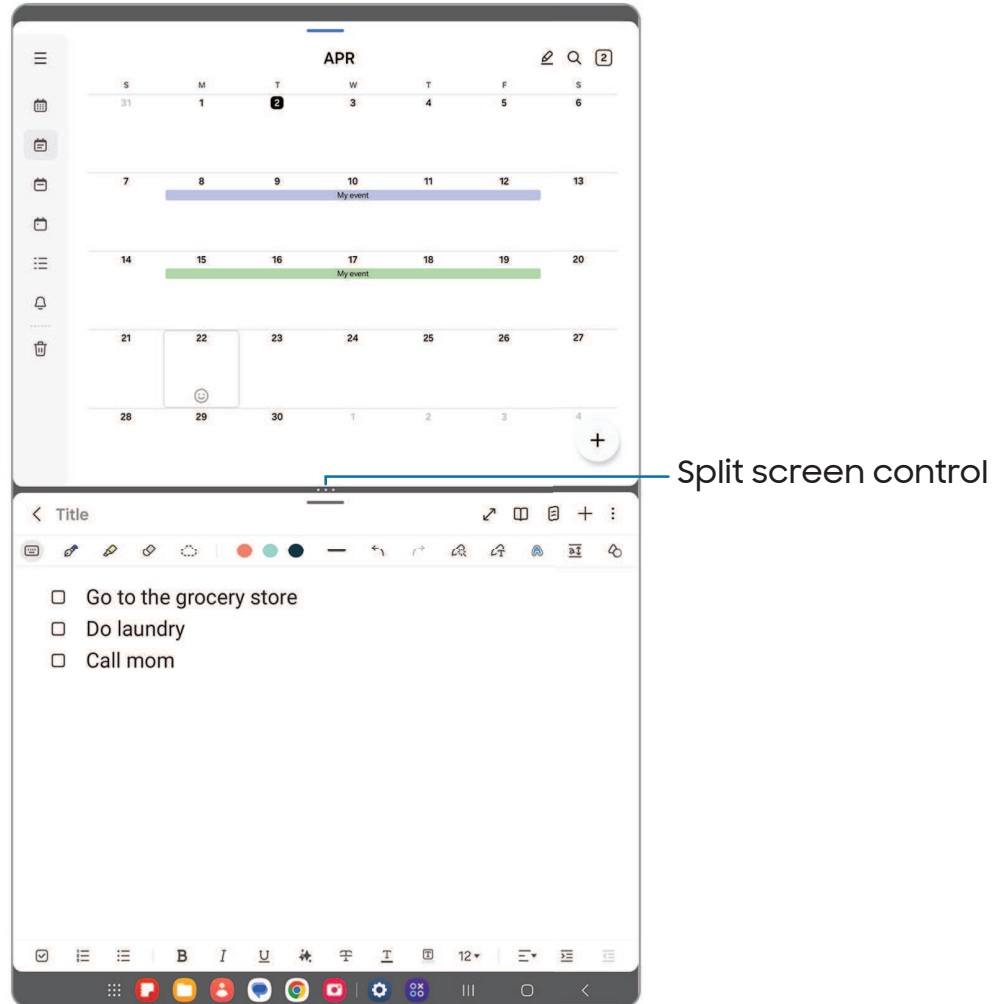 APR
2
S M T W T F S
31 1 2 3 4 5 6
7 8 9 10 11 12 13
My event
14 15 16 17 18 19 20
My event
21 22 23 24 25 26 27
28 29 30 1 2 3 4
+
Split screen control
Title
Go to the grocery store
Do laundry
Call mom
B I U T T T 12